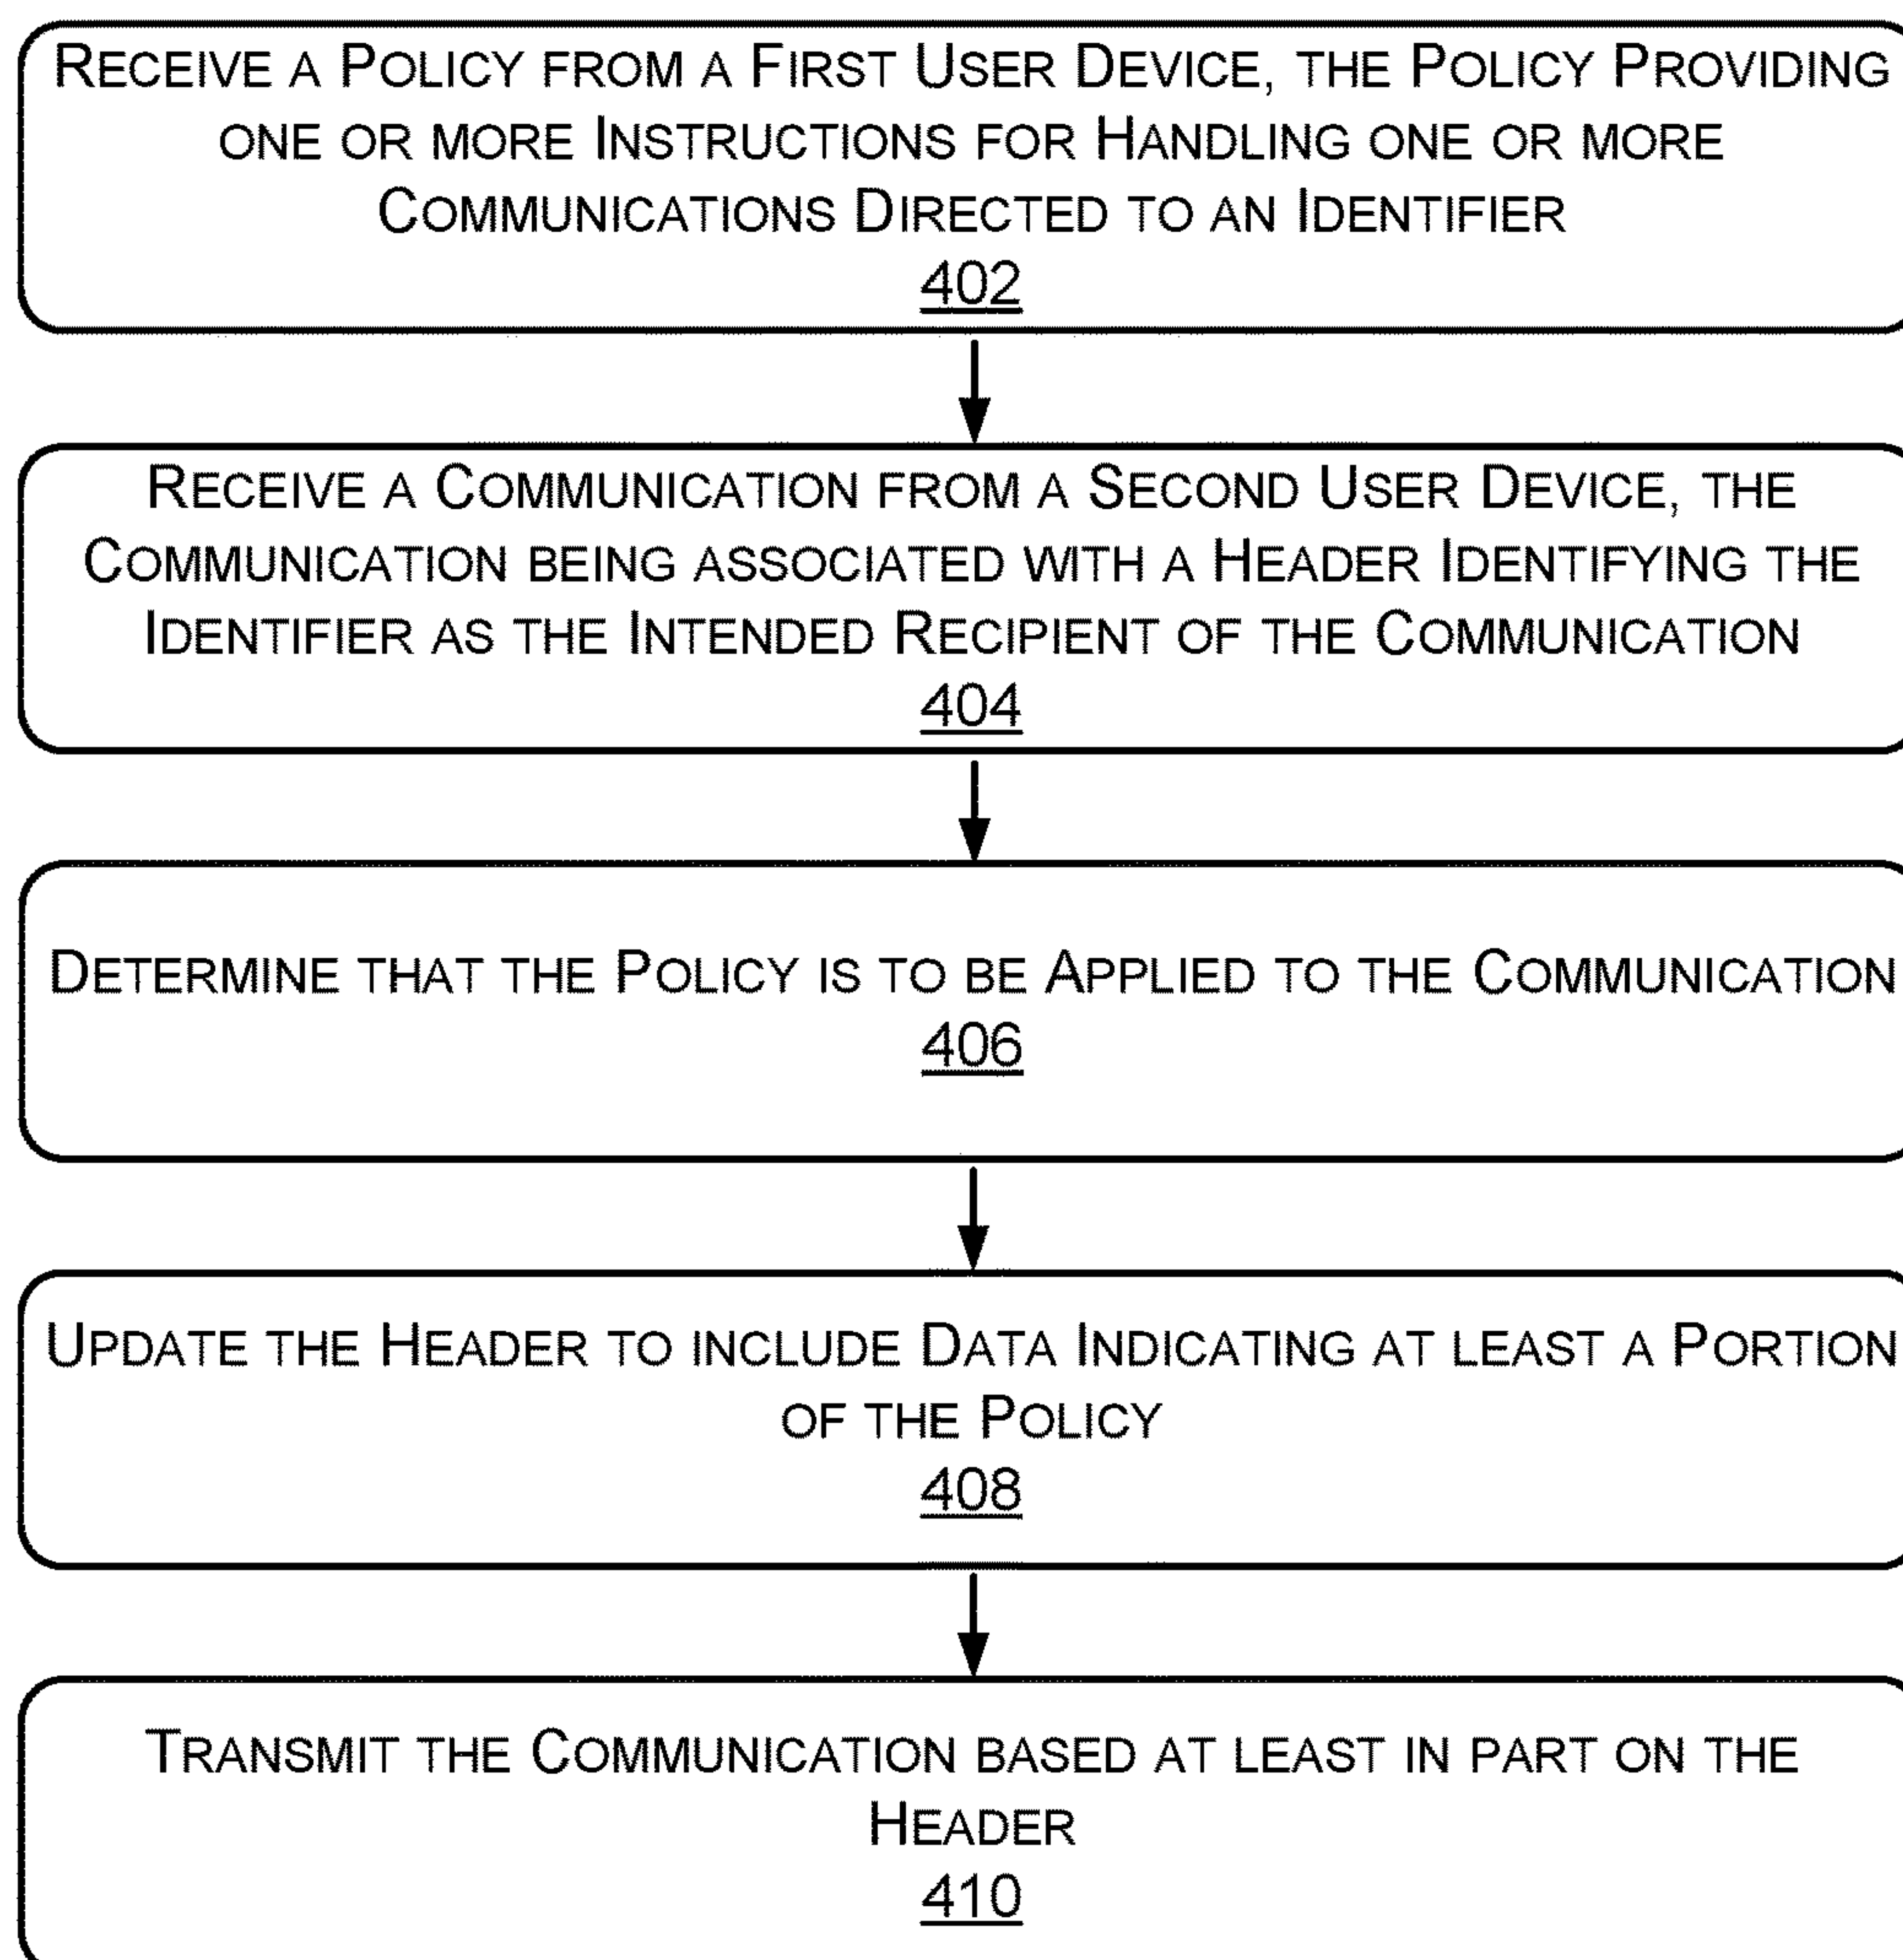 RECEIVE A POLICY FROM A FIRST USER DEVICE, THE POLICY PROVIDING
ONE OR MORE INSTRUCTIONS FOR HANDLING ONE OR MORE
COMMUNICATIONS DIRECTED TO AN IDENTIFIER
402
RECEIVE A COMMUNICATION FROM A SECOND USER DEVICE, THE
COMMUNICATION BEING ASSOCIATED WITH A HEADER IDENTIFYING THE
IDENTIFIER AS THE INTENDED RECIPIENT OF THE COMMUNICATION
404
DETERMINE THAT THE POLICY IS TO BE APPLIED TO THE COMMUNICATION
406
UPDATE THE HEADER TO INCLUDE DATA INDICATING AT LEAST A PORTION
OF THE POLICY
408
TRANSMIT THE COMMUNICATION BASED AT LEAST IN PART ON THE
HEADER
410